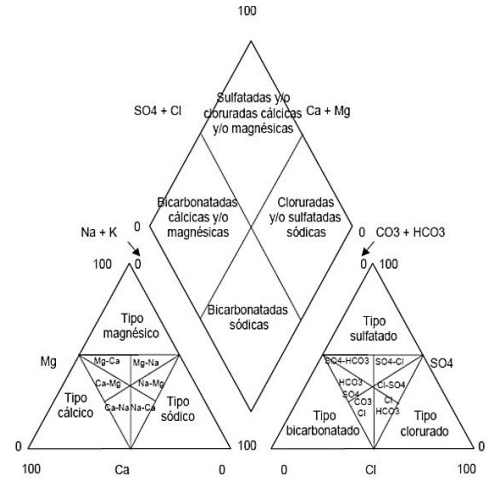 100
Sulfatadas y/o
cloruradas cálcicas
y/o magnésicas
SO4 + Cl
Ca + Mg
Bicarbonatadas
cálcicas y/o
magnésicas
Cloruradas
y/o sulfatadas
sódicas
Na + K
0
0
CO3 + HCO3
100
0
0
100
Bicarbonatadas
sódicas
Tipo
magnésico
Tipo
sulfatado
Mg
Mg-Ca
Mg-Na
SO4-HCO3
SO4-Cl
SO4
Ca-Mg
Na-Mg
HCO3
SO4
Cl-SO4
Tipo
cálcico
Ca-Na
Na-Ca
Tipo
sódico
CO3
Cl
Cl
HCO3
Tipo
bicarbonatado
Tipo
clorurado
0
100
100
0
100
Ca
0
0
Cl
100